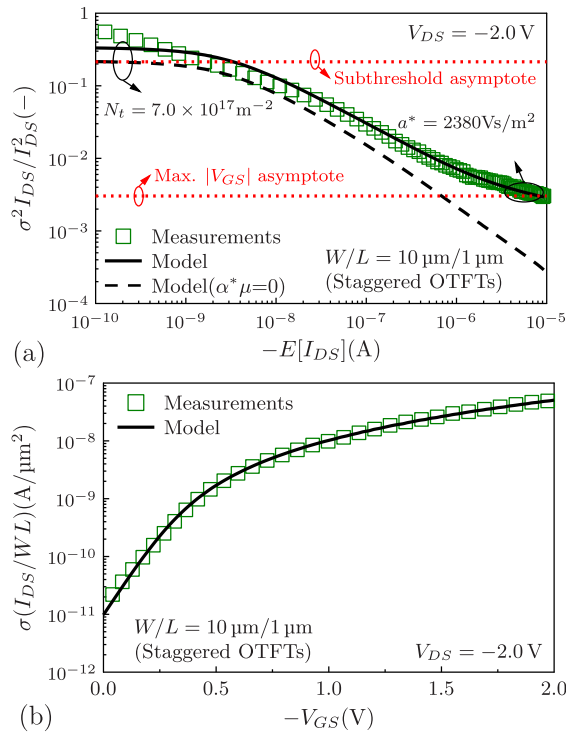 V_DS = −2.0 V
Subthreshold asymptote
N_t = 7.0 × 10^17 m^−2
a* = 2380Vs/m^2
Max. |V_GS| asymptote
Measurements
Model
Model(α*μ=0)
W/L = 10 μm/1 μm
(Staggered OTFTs)
10^0
10^−1
10^−2
10^−3
10^−4
σ^2 I_DS/I_DS^2(−)
10^−10
10^−9
10^−8
10^−7
10^−6
10^−5
−E[I_DS](A)
(a)
Measurements
Model
W/L = 10 μm/1 μm
(Staggered OTFTs)
V_DS = −2.0 V
10^−7
10^−8
10^−9
10^−10
10^−11
10^−12
σ(I_DS/W L)(A/μm^2)
0.0
0.5
1.0
1.5
2.0
−V_GS(V)
(b)